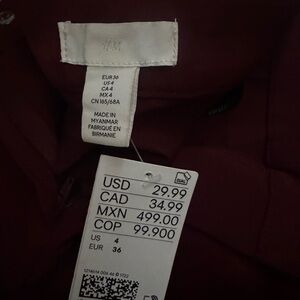 H&M
EUR 36
US 4
CA 4
MX 4
CN 165/68A
MADE IN
MYANMAR
FABRIQUÉ EN
BIRMANIE
USD 29.99
CAD 34.99
MXN 499.00
COP 99.900
US 4
EUR 36